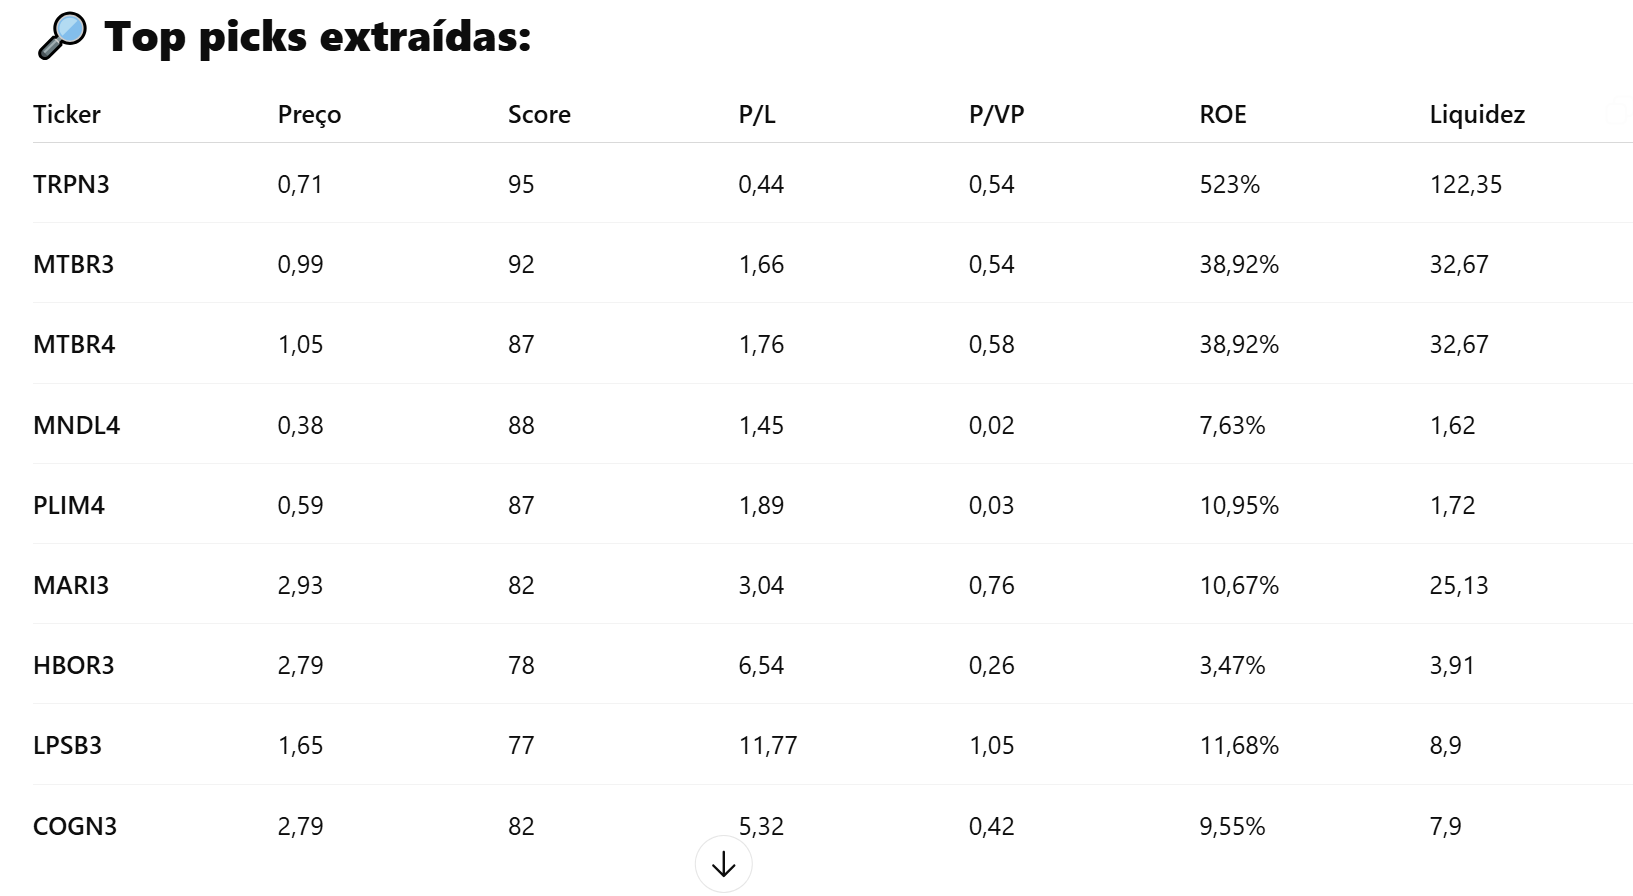 🔎 Top picks extraídas:
Ticker Preço Score P/L P/VP ROE Liquidez
TRPN3 0,71 95 0,44 0,54 523% 122,35
MTBR3 0,99 92 1,66 0,54 38,92% 32,67
MTBR4 1,05 87 1,76 0,58 38,92% 32,67
MNDL4 0,38 88 1,45 0,02 7,63% 1,62
PLIM4 0,59 87 1,89 0,03 10,95% 1,72
MARI3 2,93 82 3,04 0,76 10,67% 25,13
HBOR3 2,79 78 6,54 0,26 3,47% 3,91
LPSB3 1,65 77 11,77 1,05 11,68% 8,9
COGN3 2,79 82 5,32 0,42 9,55% 7,9